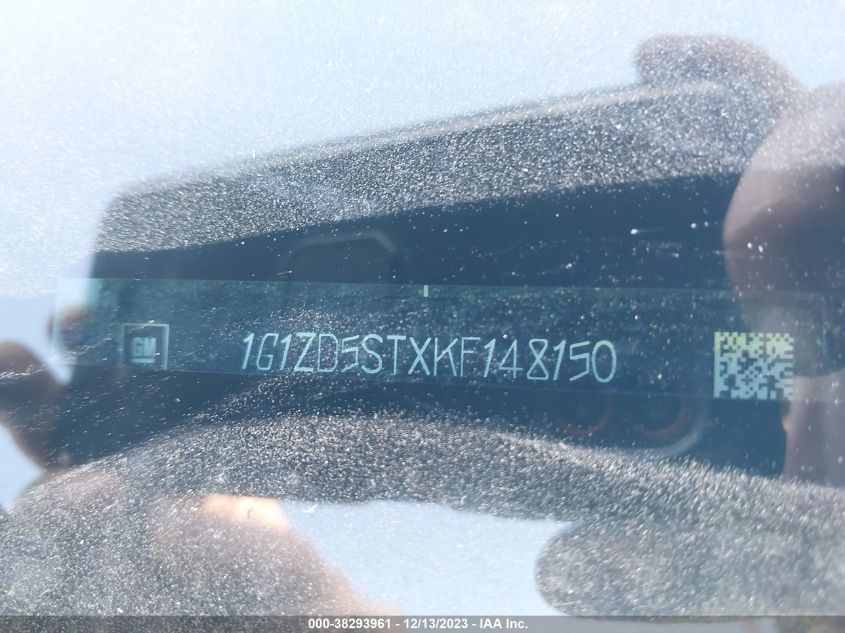 GM
1G1ZD5STXKF148150
000-38293961 - 12/13/2023 - IAA Inc.